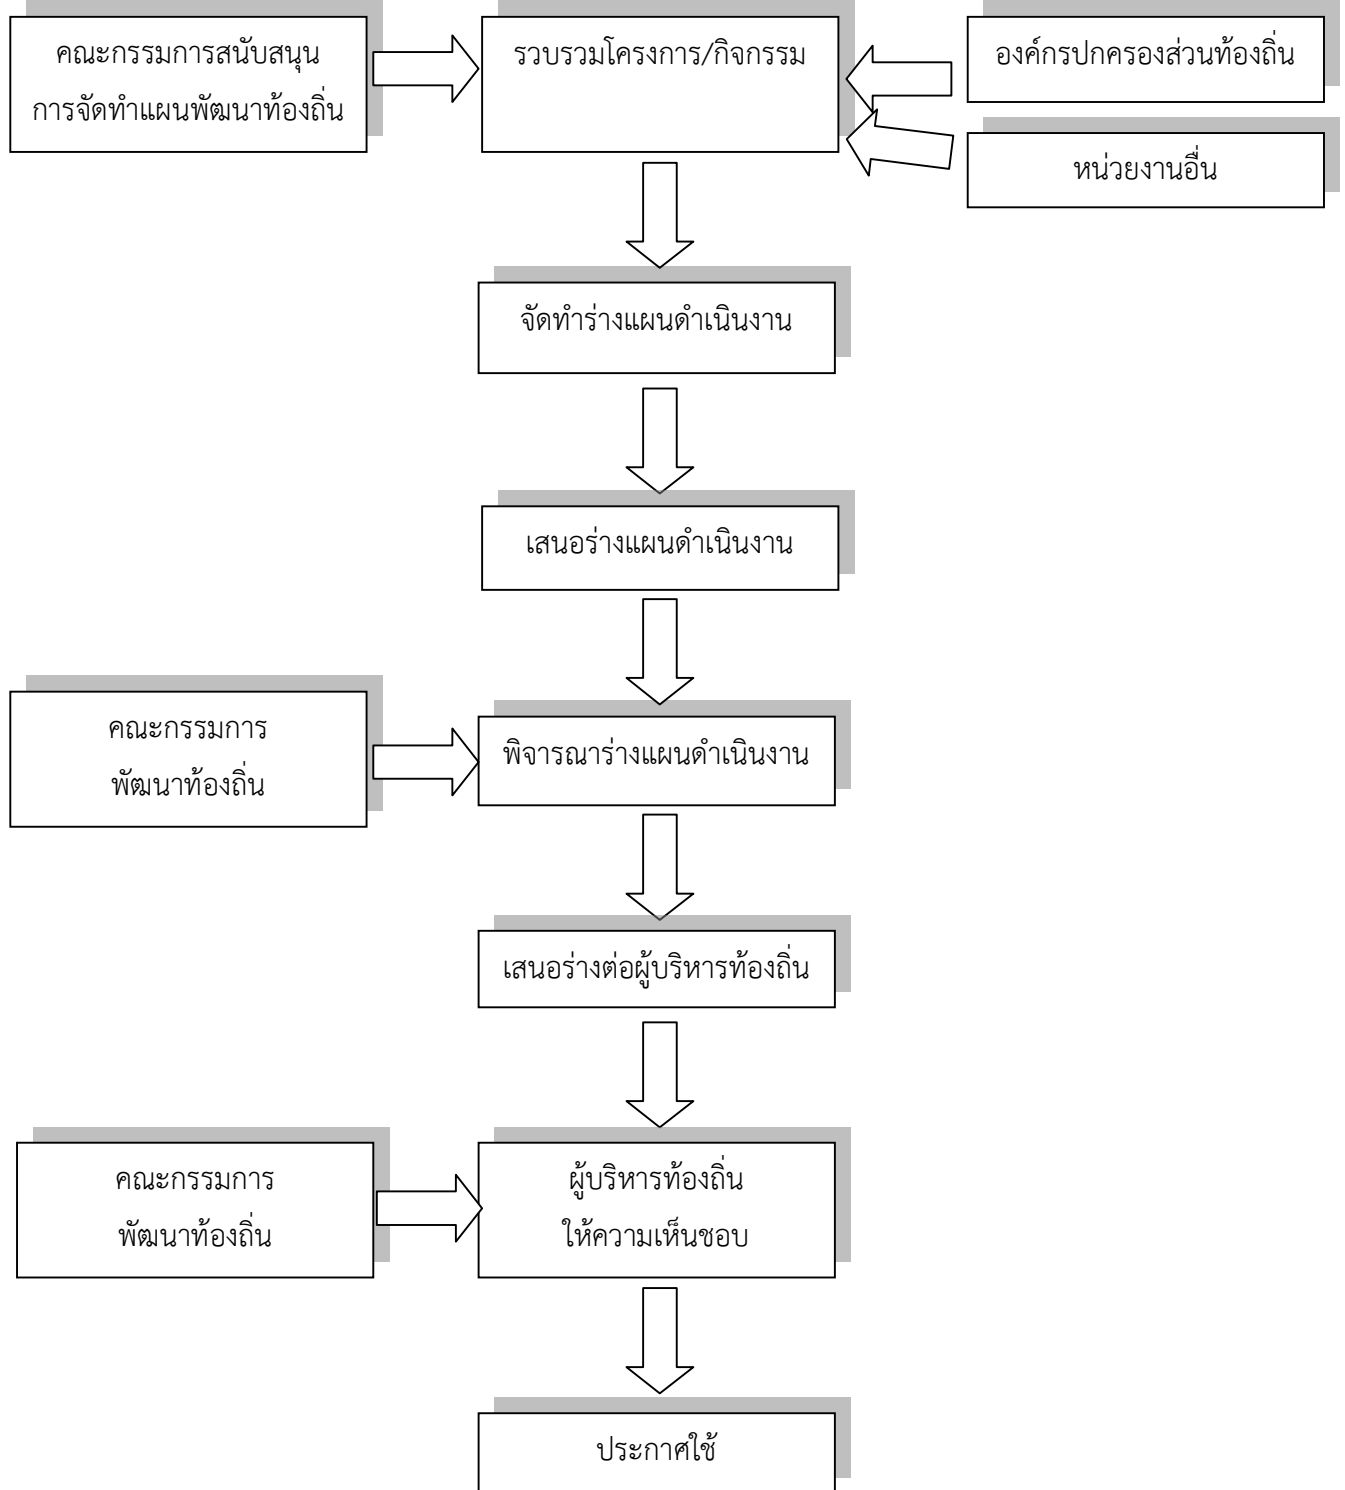 คณะกรรมการสนับสนุน
การจัดทำแผนพัฒนาท้องถิ่น
รวบรวมโครงการ/กิจกรรม
องค์กรปกครองส่วนท้องถิ่น
หน่วยงานอื่น
จัดทำร่างแผนดำเนินงาน
เสนอร่างแผนดำเนินงาน
คณะกรรมการ
พัฒนาท้องถิ่น
พิจารณาร่างแผนดำเนินงาน
เสนอร่างต่อผู้บริหารท้องถิ่น
คณะกรรมการ
พัฒนาท้องถิ่น
ผู้บริหารท้องถิ่น
ให้ความเห็นชอบ
ประกาศใช้